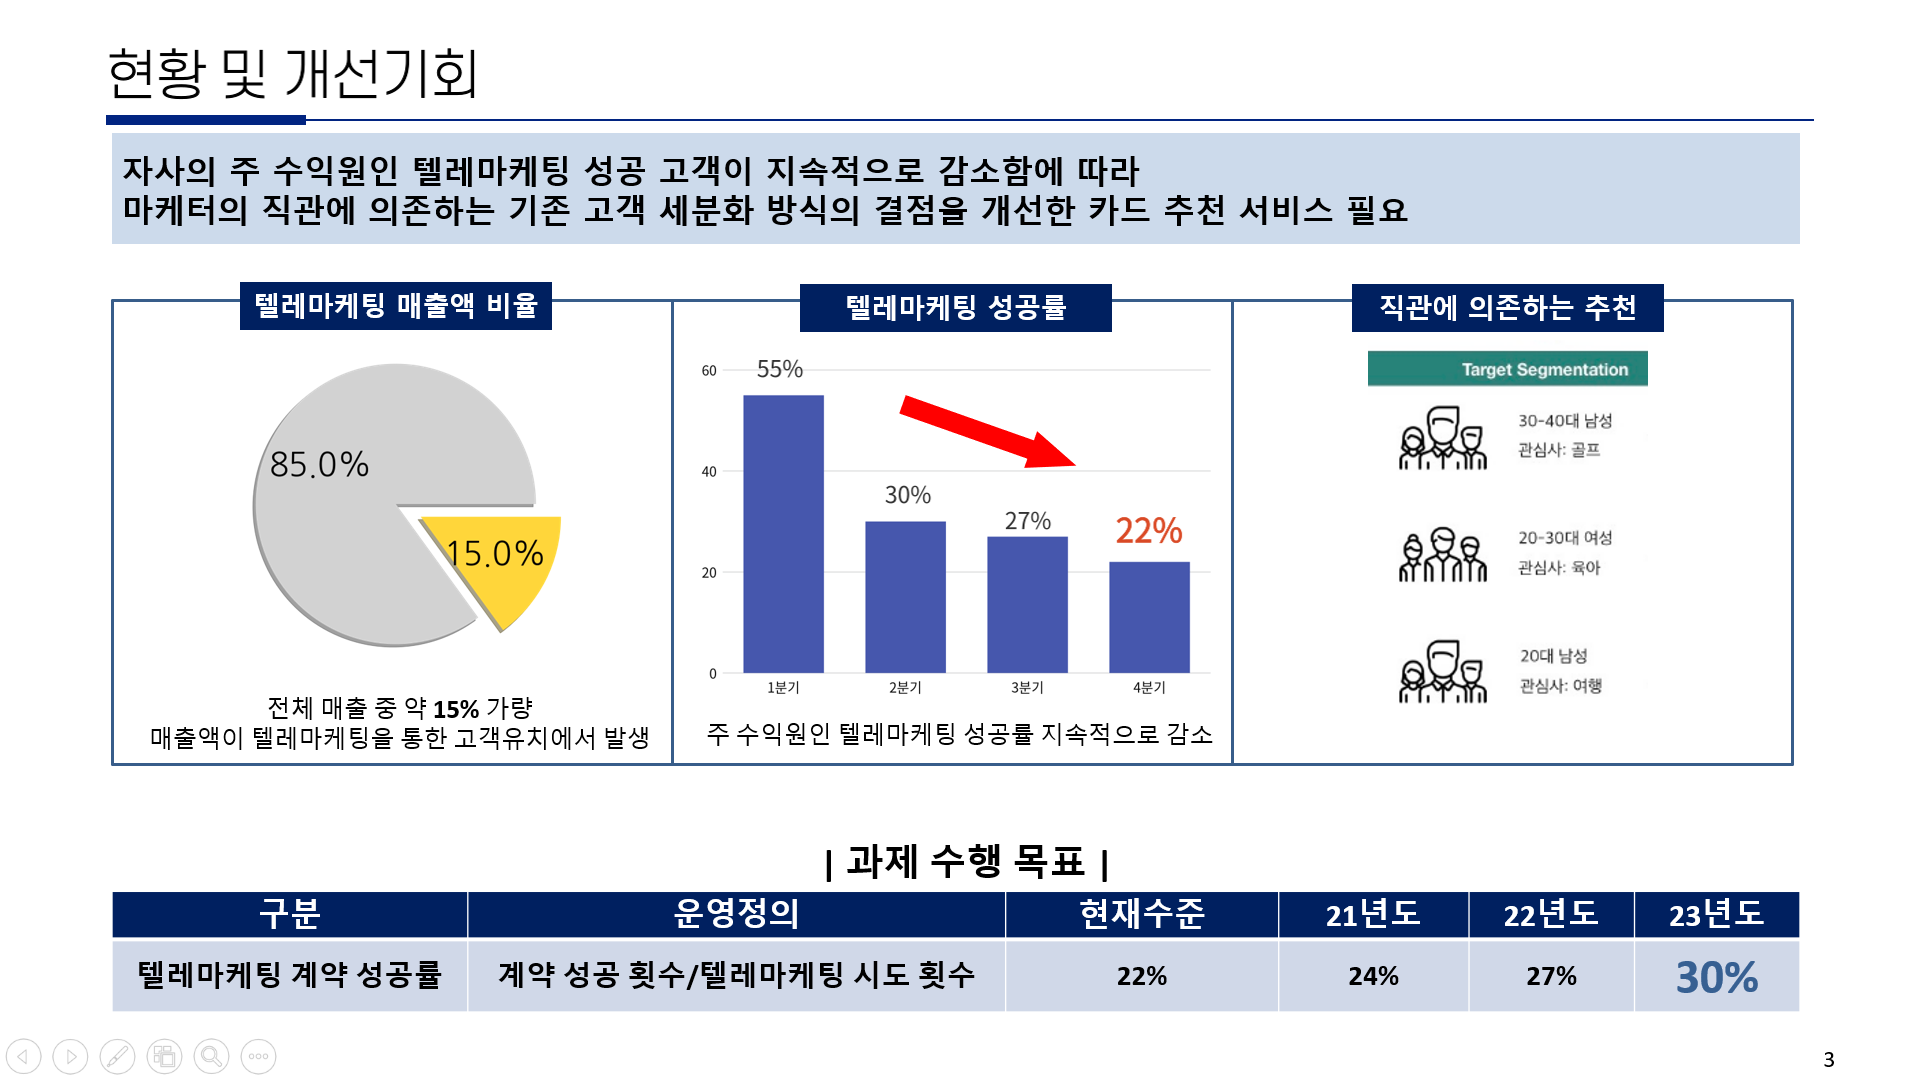 현황 및 개선기회
자사의 주 수익원인 텔레마케팅 성공 고객이 지속적으로 감소함에 따라
마케터의 직관에 의존하는 기존 고객 세분화 방식의 결점을 개선한 카드 추천 서비스 필요
텔레마케팅 매출액 비율
85.0%
15.0%
전체 매출 중 약 15% 가량
매출액이 텔레마케팅을 통한 고객유치에서 발생
텔레마케팅 성공률
60
40
20
0
55%
30%
27%
22%
1분기
2분기
3분기
4분기
주 수익원인 텔레마케팅 성공률 지속적으로 감소
직관에 의존하는 추천
Target Segmentation
30-40대 남성
관심사: 골프
20-30대 여성
관심사: 육아
20대 남성
관심사: 여행
| 과제 수행 목표 |
구분 운영정의 현재수준 21년도 22년도 23년도
텔레마케팅 계약 성공률 계약 성공 횟수/텔레마케팅 시도 횟수 22% 24% 27% 30%
3